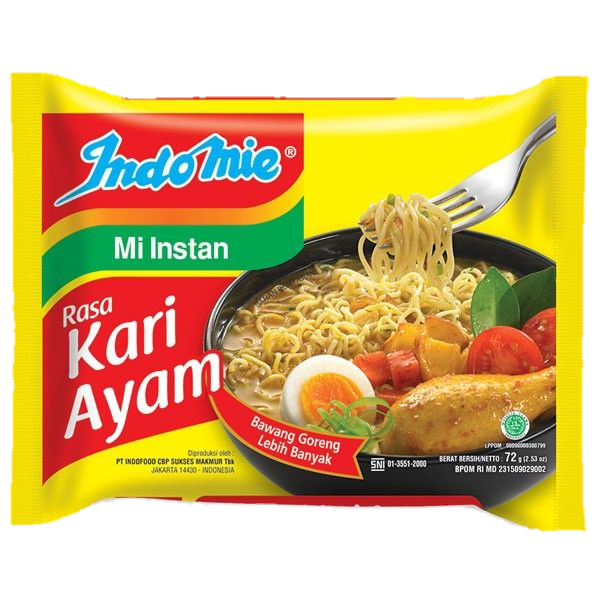 Indomie®
Mi Instan
Rasa
Kari
Ayam
Bawang Goreng
Lebih Banyak
Diproduksi oleh :
PT INDOFOOD CBP SUKSES MAKMUR Tbk
JAKARTA 14430 - INDONESIA
SNI 01-3551-2000
BERAT BERSIH/NETTO : 72 g (2.53 oz)
BPOM RI MD 231509029002